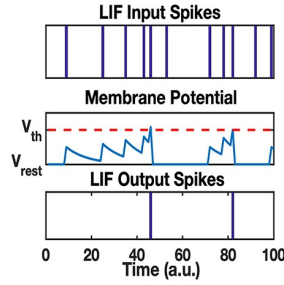 LIF Input Spikes
Membrane Potential
Vth
Vrest
LIF Output Spikes
0 20 40 60 80 100
Time (a.u.)